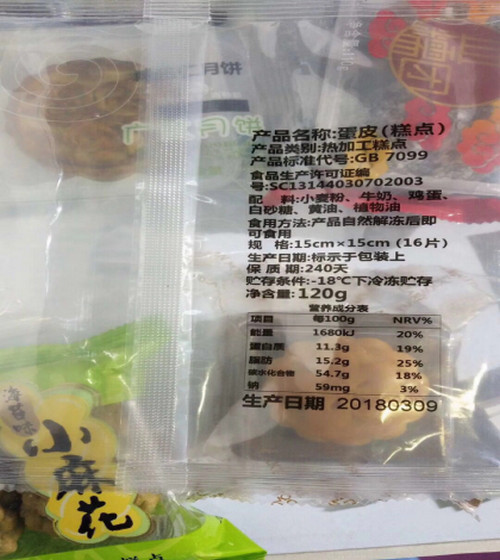 月饼
产品名称:蛋皮(糕点)
产品类别:热加工糕点
产品标准代号:GB 7099
食品生产许可证编
号:SC13144030702003
配 料:小麦粉、牛奶、鸡蛋、
白砂糖、黄油、植物油
食用方法:产品自然解冻后即
可食用
规 格:15cm×15cm (16片)
生产日期:标示于包装上
保 质 期:240天
贮存条件:-18℃下冷冻贮存
净含量:120g
营养成分表
项目 每100g NRV%
能量 1680kJ 20%
蛋白质 11.3g 19%
脂肪 15.2g 25%
碳水化合物 54.7g 18%
钠 59mg 3%
生产日期 20180309
海苔味
小麻花